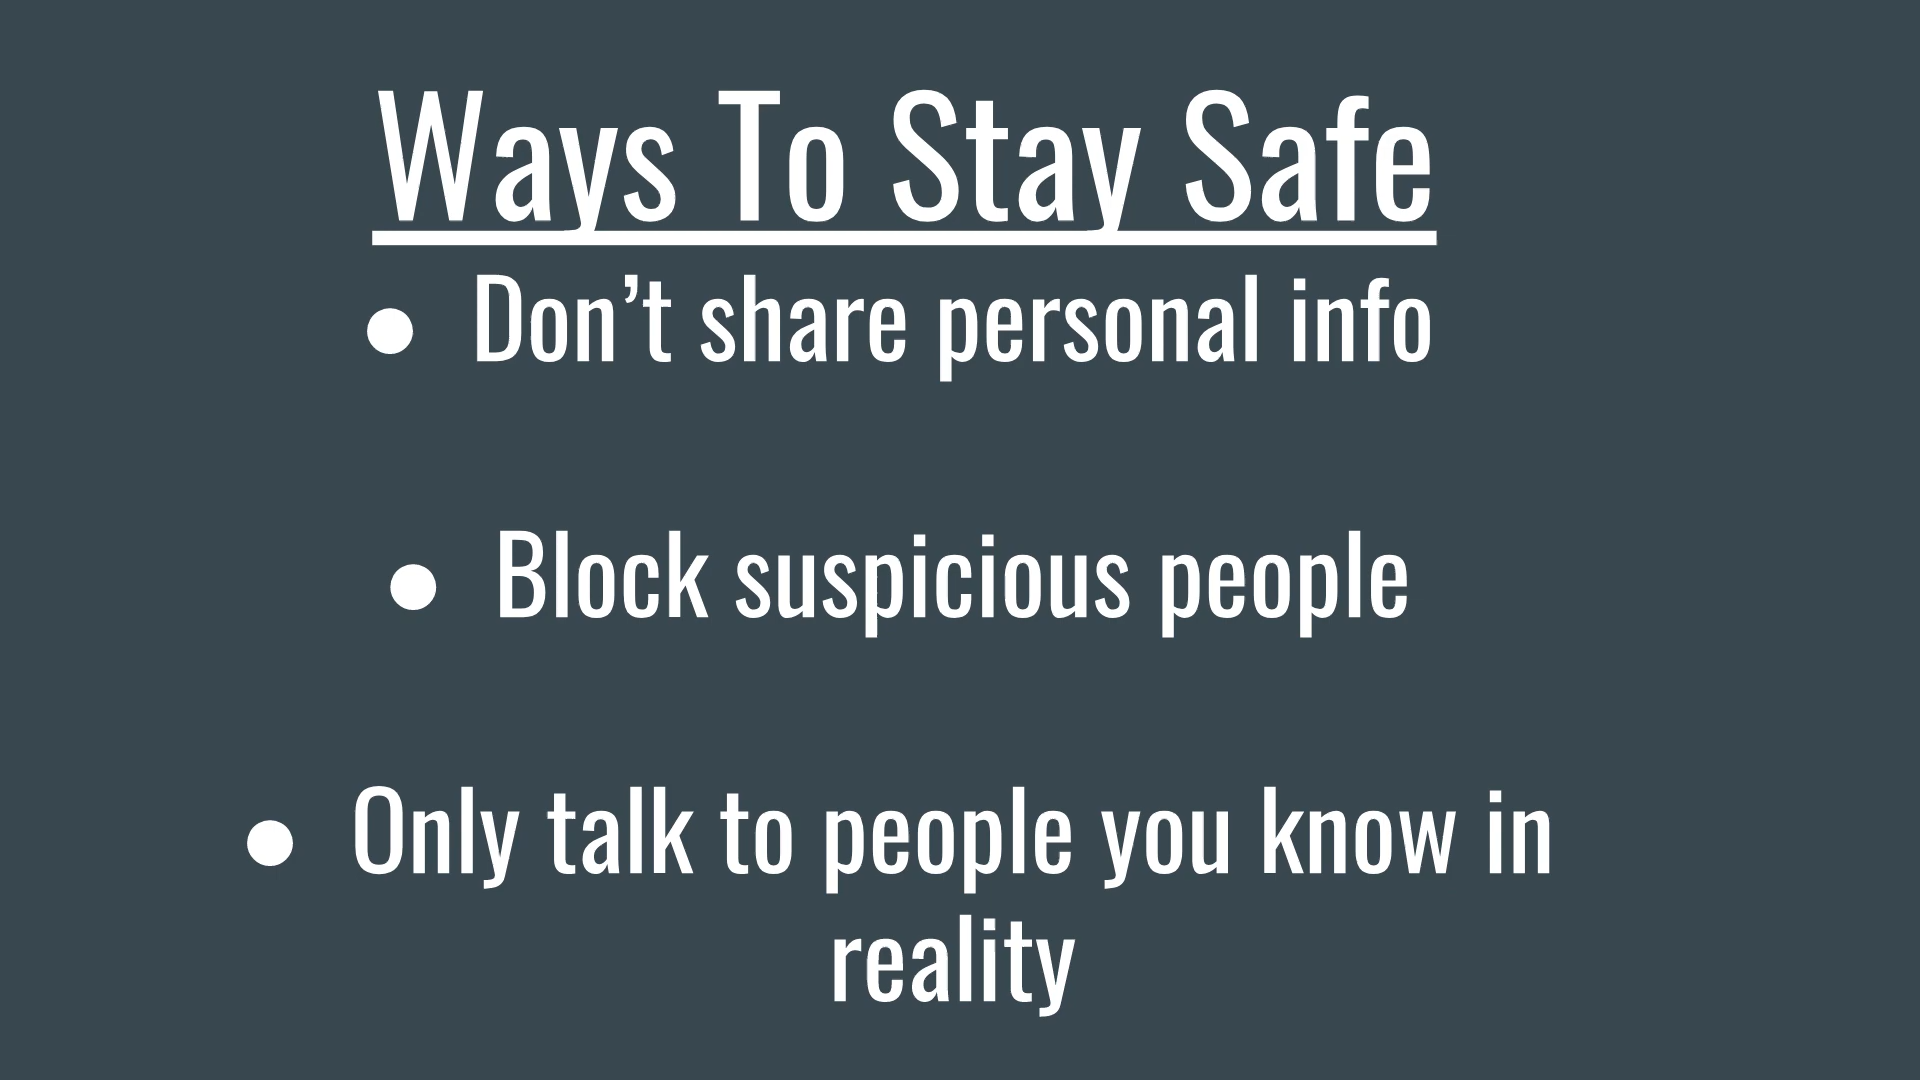 Ways To Stay Safe
● Don’t share personal info
● Block suspicious people
● Only talk to people you know in
reality